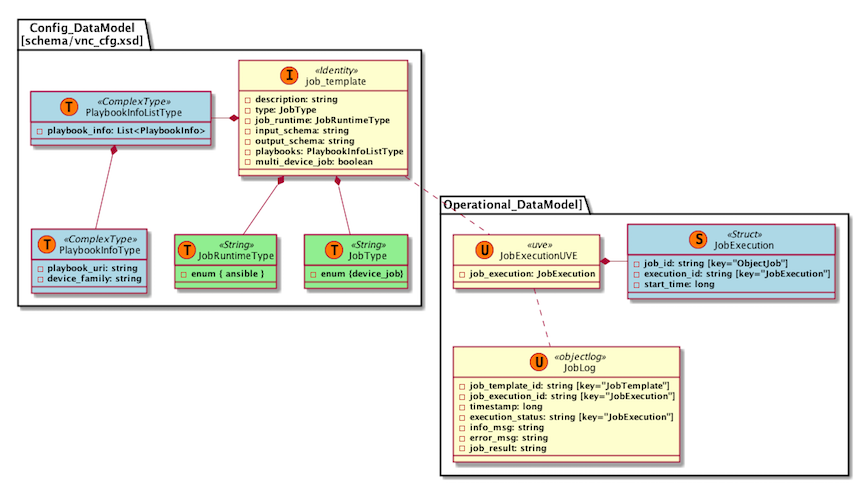 Config_DataModel
[schema/vnc_cfg.xsd]
I
«Identity»
job_template
description: string
type: JobType
job_runtime: JobRuntimeType
input_schema: string
output_schema: string
playbooks: PlaybookInfoListType
multi_device_job: boolean
T
«ComplexType»
PlaybookInfoListType
playbook_info: List<PlaybookInfo>
T
«ComplexType»
PlaybookInfoType
playbook_uri: string
device_family: string
T
«String»
JobRuntimeType
enum { ansible }
T
«String»
JobType
enum {device_job}
Operational_DataModel]
U
«uve»
JobExecutionUVE
job_execution: JobExecution
S
«Struct»
JobExecution
job_id: string [key="ObjectJob"]
execution_id: string [key="JobExecution"]
start_time: long
U
«objectlog»
JobLog
job_template_id: string [key="JobTemplate"]
job_execution_id: string [key="JobExecution"]
timestamp: long
execution_status: string [key="JobExecution"]
info_msg: string
error_msg: string
job_result: string